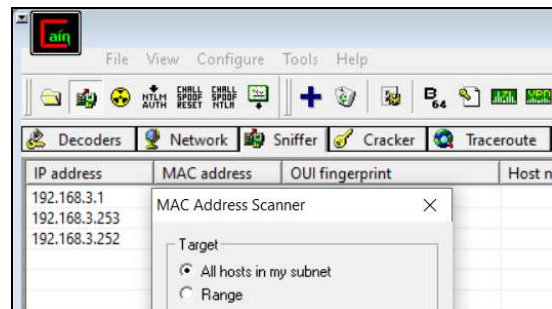 Cain
File View Configure Tools Help
NTLM AUTH CHALL SPOOF RESET CHALL SPOOF NTLM B 64
Decoders Network Sniffer Cracker Traceroute
IP address MAC address OUI fingerprint Host n
192.168.3.1
192.168.3.253
192.168.3.252
MAC Address Scanner
Target
All hosts in my subnet
Range